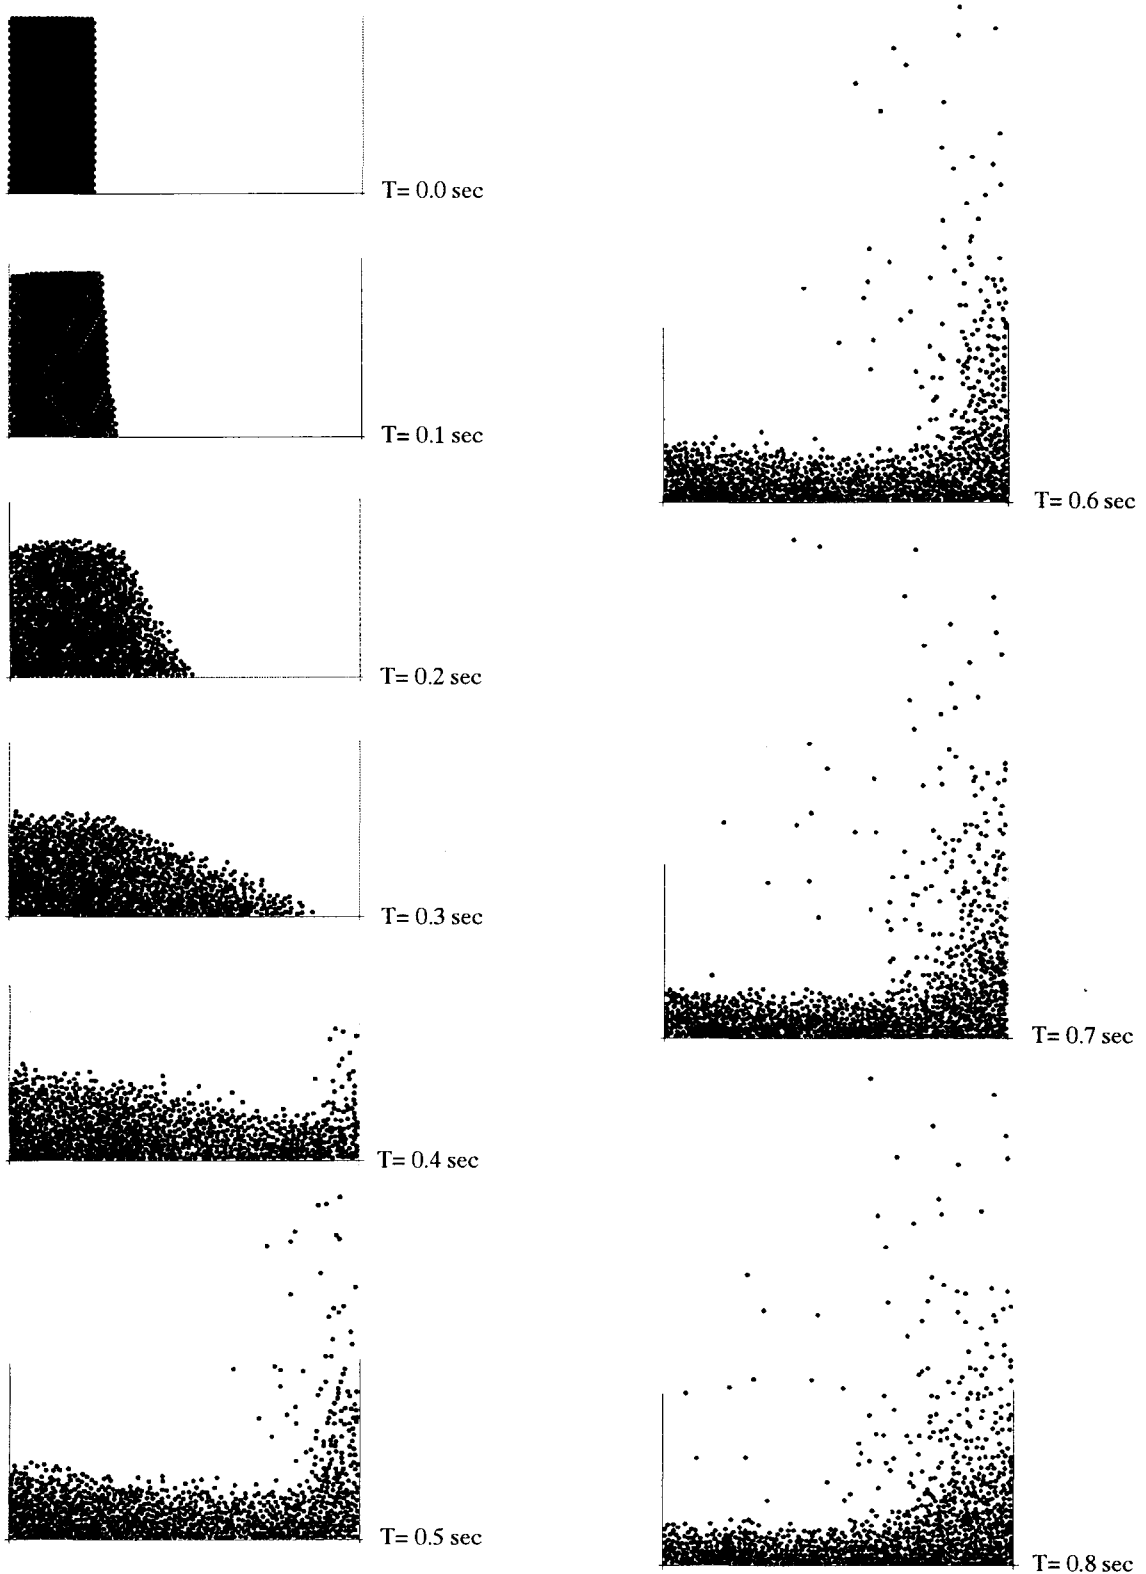 T= 0.0 sec
T= 0.1 sec
T= 0.2 sec
T= 0.3 sec
T= 0.4 sec
T= 0.5 sec
T= 0.6 sec
T= 0.7 sec
T= 0.8 sec